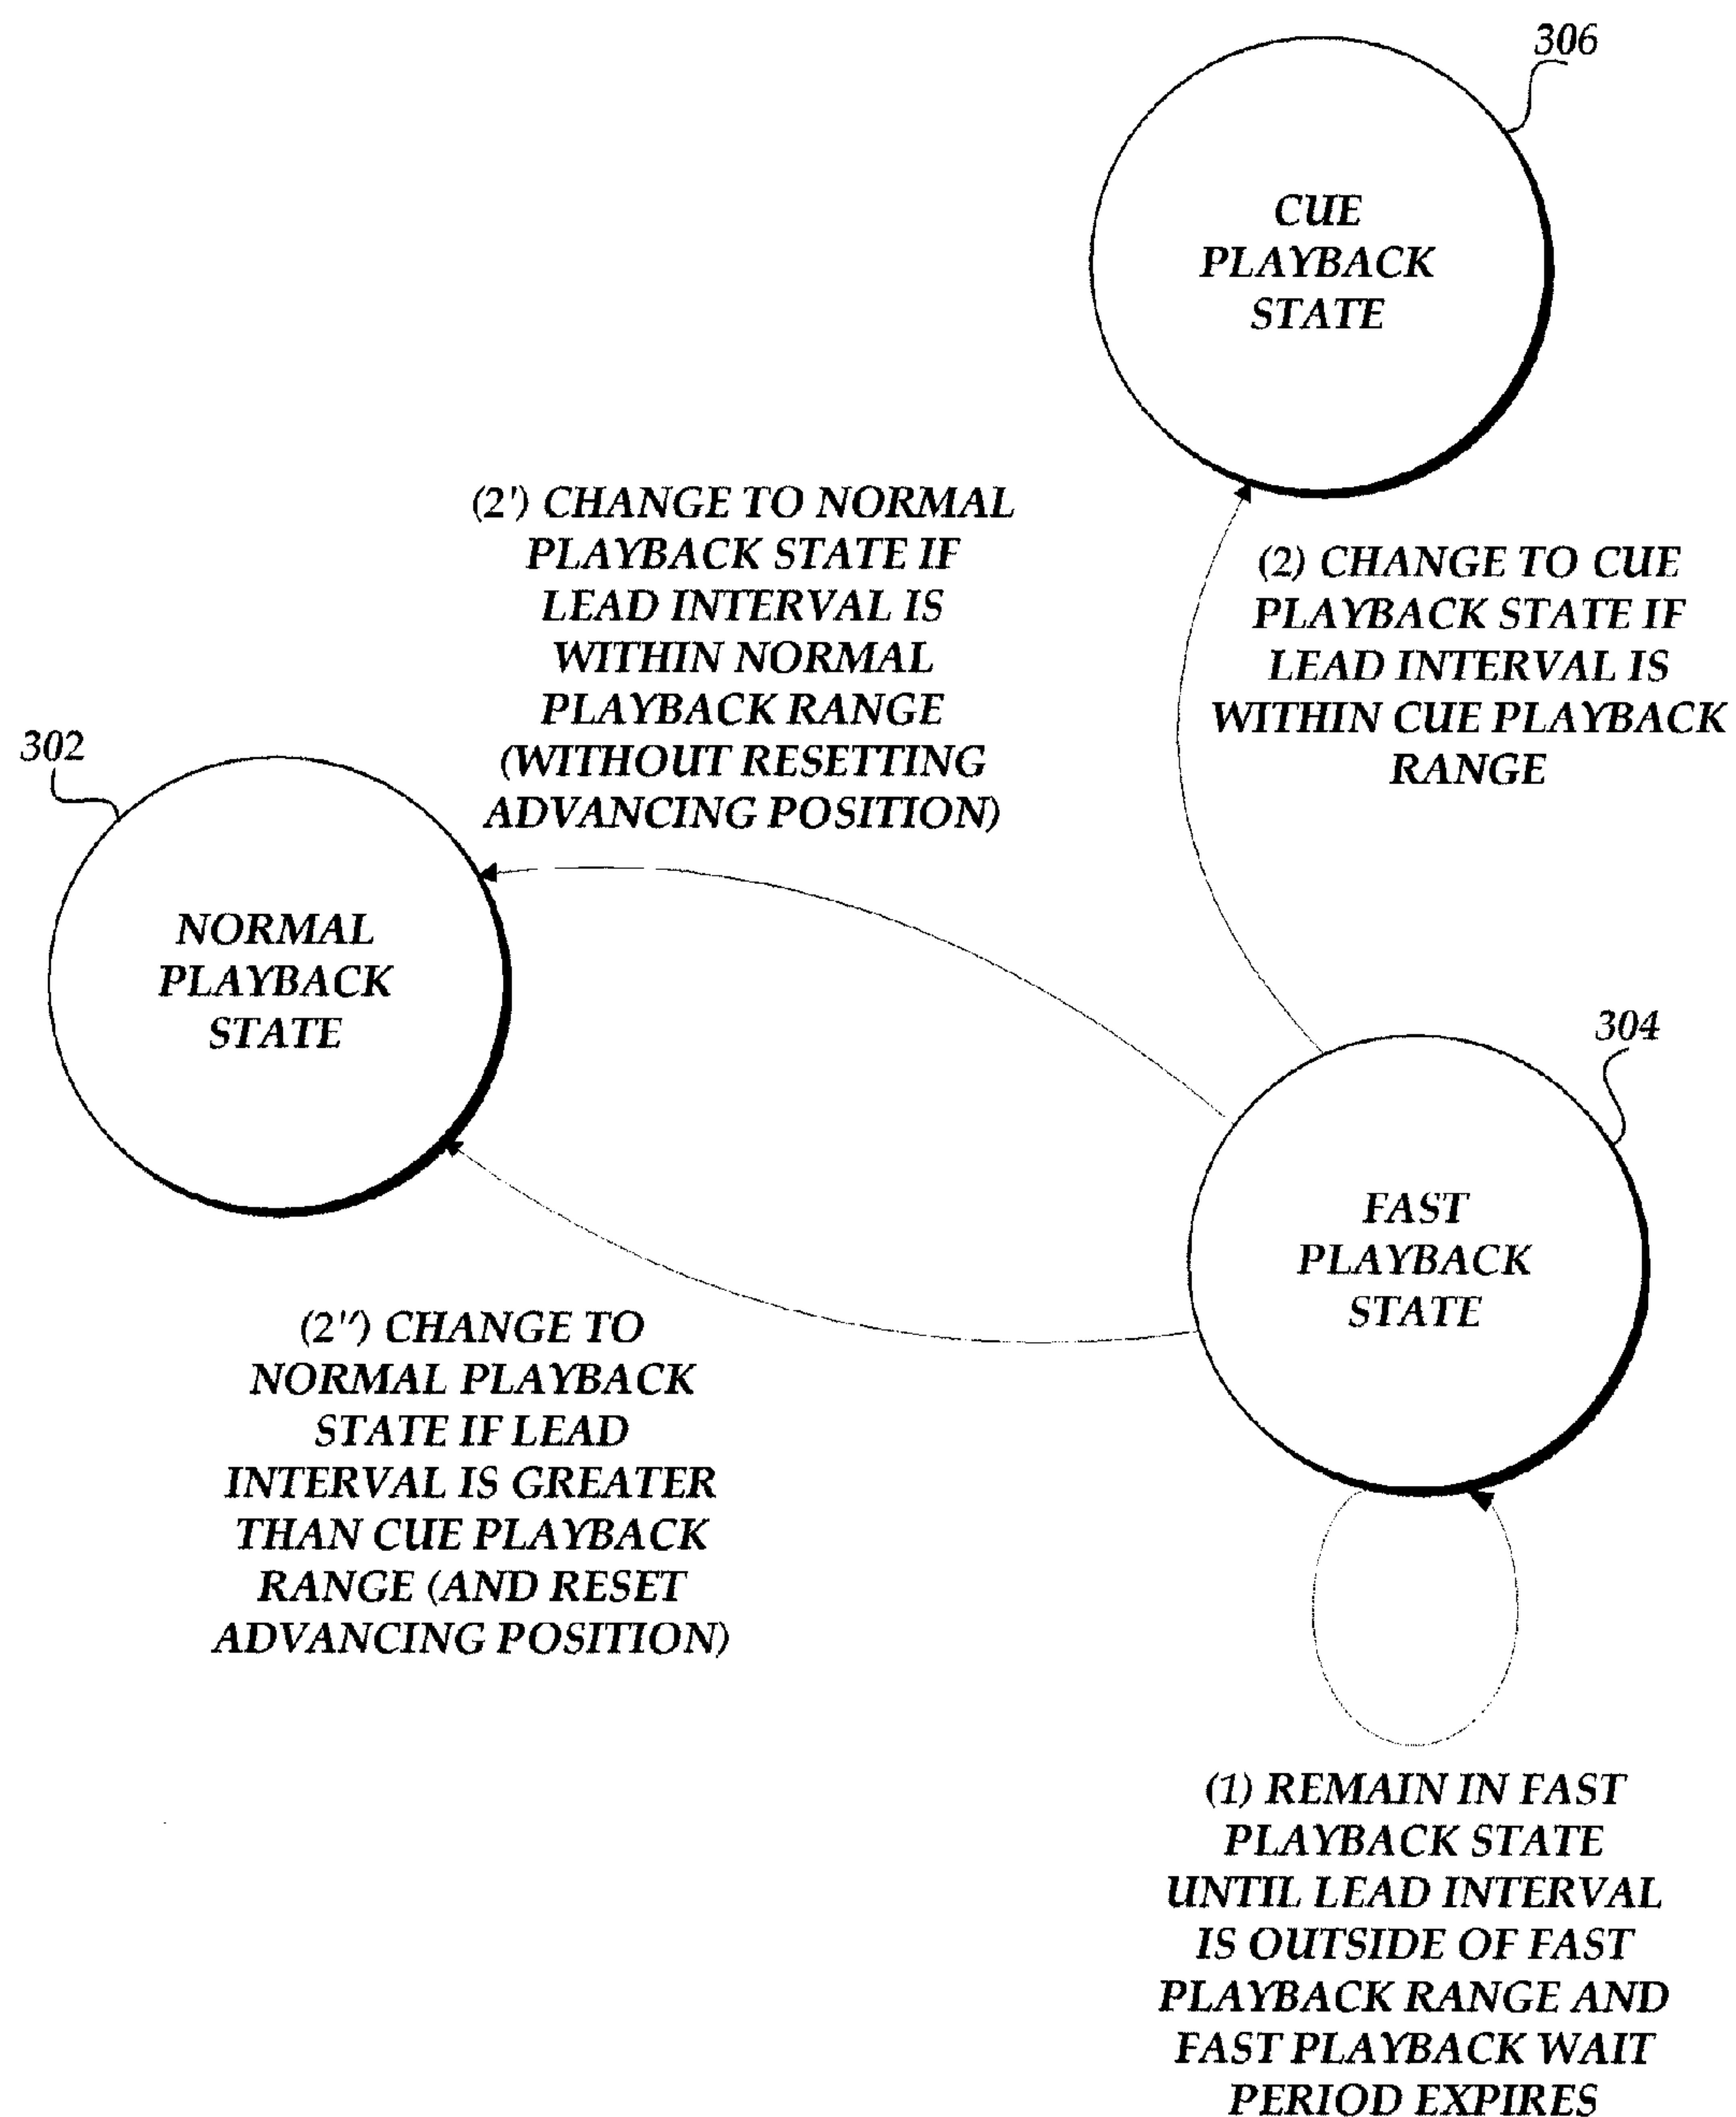 306
CUE
PLAYBACK
STATE
(2') CHANGE TO NORMAL
PLAYBACK STATE IF
LEAD INTERVAL IS
WITHIN NORMAL
PLAYBACK RANGE
(WITHOUT RESETTING
ADVANCING POSITION)
(2) CHANGE TO CUE
PLAYBACK STATE IF
LEAD INTERVAL IS
WITHIN CUE PLAYBACK
RANGE
302
NORMAL
PLAYBACK
STATE
304
FAST
PLAYBACK
STATE
(2'') CHANGE TO
NORMAL PLAYBACK
STATE IF LEAD
INTERVAL IS GREATER
THAN CUE PLAYBACK
RANGE (AND RESET
ADVANCING POSITION)
(1) REMAIN IN FAST
PLAYBACK STATE
UNTIL LEAD INTERVAL
IS OUTSIDE OF FAST
PLAYBACK RANGE AND
FAST PLAYBACK WAIT
PERIOD EXPIRES